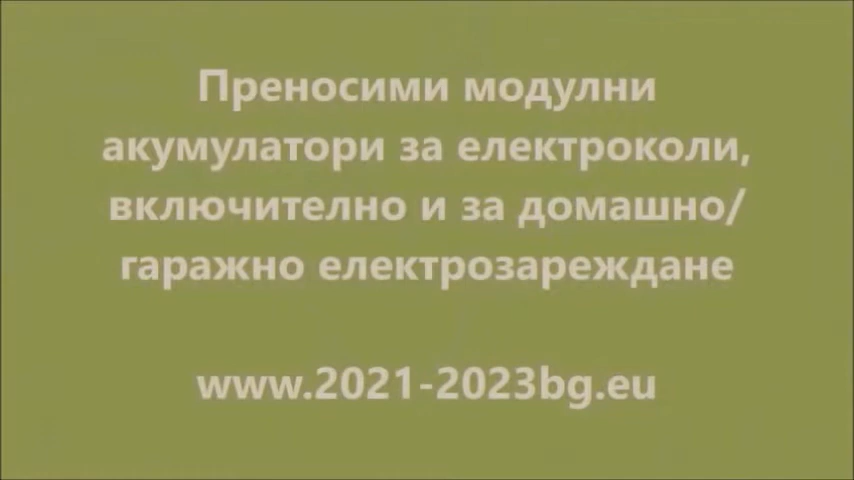 Преносими модулни
акумулатори за електроколи,
включително и за домашно/
гаражно електрозареждане
www.2021-2023bg.eu